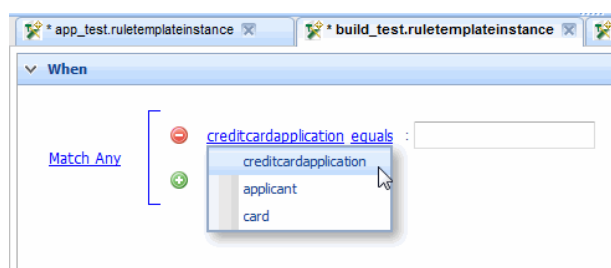 * app_test.ruletemplateinstance * build_test.ruletemplateinstance
When
creditcardapplication equals :
Match Any
creditcardapplication
applicant
card